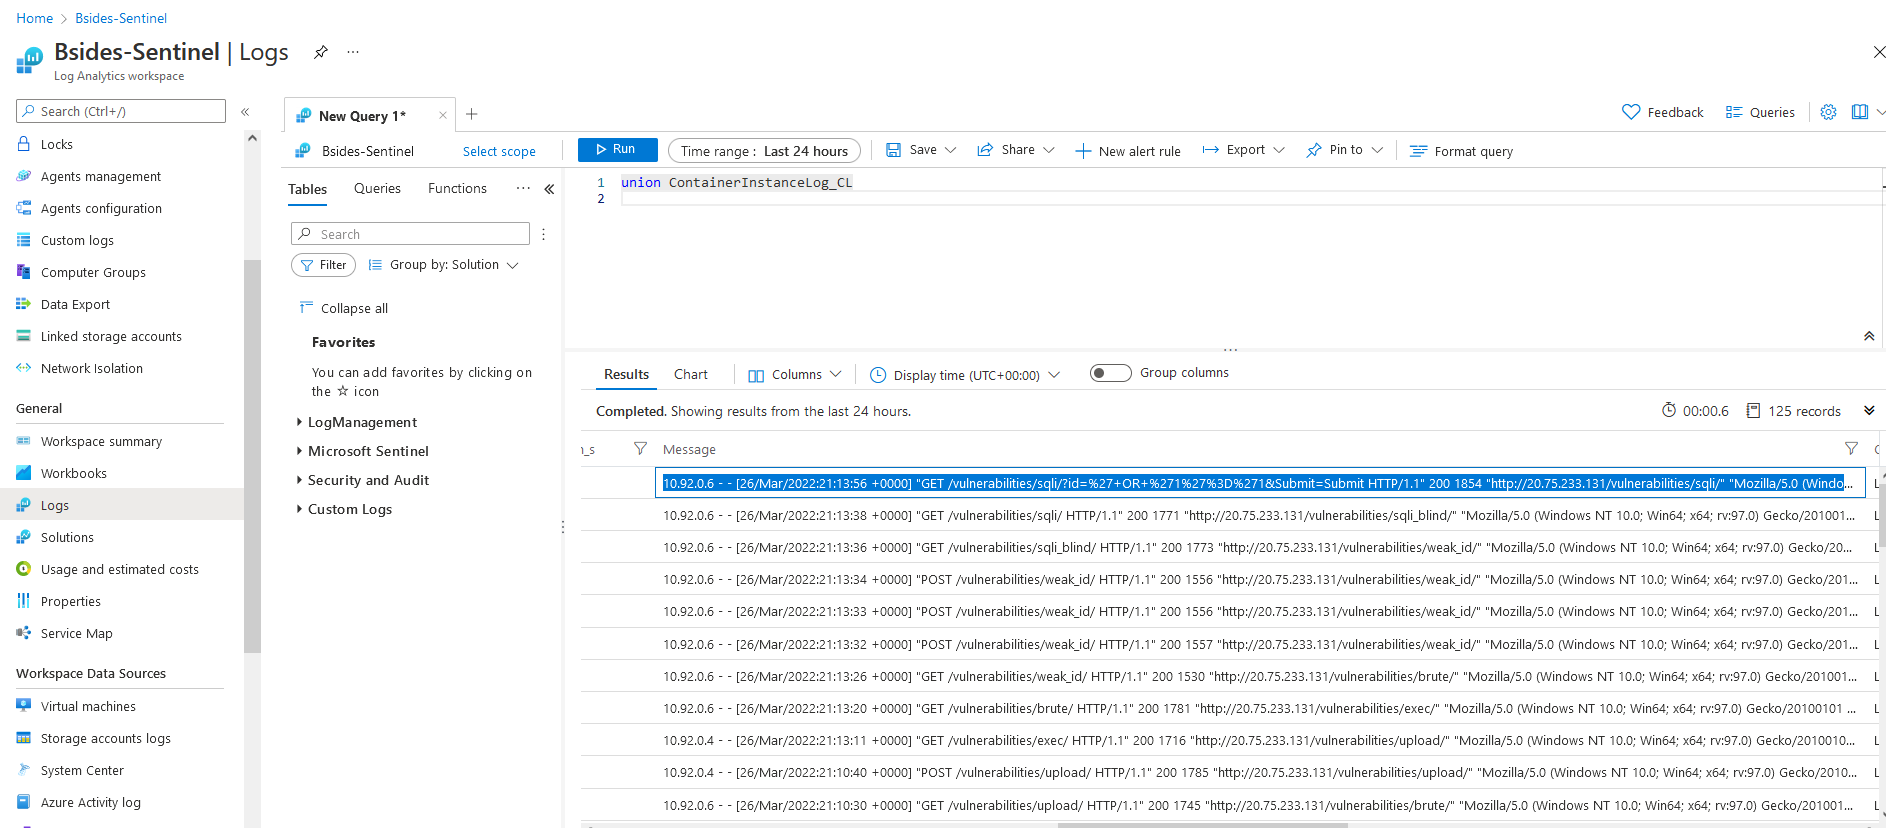 Home > Bsides-Sentinel
Bsides-Sentinel | Logs
Log Analytics workspace
Search (Ctrl+/)
Locks
Agents management
Agents configuration
Custom logs
Computer Groups
Data Export
Linked storage accounts
Network Isolation
General
Workspace summary
Workbooks
Logs
Solutions
Usage and estimated costs
Properties
Service Map
Workspace Data Sources
Virtual machines
Storage accounts logs
System Center
Azure Activity log
New Query 1*
Feedback
Queries
Bsides-Sentinel
Select scope
Run
Time range : Last 24 hours
Save
Share
New alert rule
Export
Pin to
Format query
Tables
Queries
Functions
Search
Filter
Group by: Solution
Collapse all
Favorites
You can add favorites by clicking on
the ☆ icon
LogManagement
Microsoft Sentinel
Security and Audit
Custom Logs
1 union ContainerInstanceLog_CL
2
Results
Chart
Columns
Display time (UTC+00:00)
Group columns
Completed. Showing results from the last 24 hours.
00:00.6
125 records
_s
Message
10.92.0.6 - - [26/Mar/2022:21:13:56 +0000] "GET /vulnerabilities/sqli/?id=%27+OR+%271%27%3D%271&Submit=Submit HTTP/1.1" 200 1854 "http://20.75.233.131/vulnerabilities/sqli/" "Mozilla/5.0 (Windo...
10.92.0.6 - - [26/Mar/2022:21:13:38 +0000] "GET /vulnerabilities/sqli/ HTTP/1.1" 200 1771 "http://20.75.233.131/vulnerabilities/sqli_blind/" "Mozilla/5.0 (Windows NT 10.0; Win64; x64; rv:97.0) Gecko/201001...
10.92.0.6 - - [26/Mar/2022:21:13:36 +0000] "GET /vulnerabilities/sqli_blind/ HTTP/1.1" 200 1773 "http://20.75.233.131/vulnerabilities/weak_id/" "Mozilla/5.0 (Windows NT 10.0; Win64; x64; rv:97.0) Gecko/20...
10.92.0.6 - - [26/Mar/2022:21:13:34 +0000] "POST /vulnerabilities/weak_id/ HTTP/1.1" 200 1556 "http://20.75.233.131/vulnerabilities/weak_id/" "Mozilla/5.0 (Windows NT 10.0; Win64; x64; rv:97.0) Gecko/201...
10.92.0.6 - - [26/Mar/2022:21:13:33 +0000] "POST /vulnerabilities/weak_id/ HTTP/1.1" 200 1556 "http://20.75.233.131/vulnerabilities/weak_id/" "Mozilla/5.0 (Windows NT 10.0; Win64; x64; rv:97.0) Gecko/201...
10.92.0.6 - - [26/Mar/2022:21:13:32 +0000] "POST /vulnerabilities/weak_id/ HTTP/1.1" 200 1557 "http://20.75.233.131/vulnerabilities/weak_id/" "Mozilla/5.0 (Windows NT 10.0; Win64; x64; rv:97.0) Gecko/201...
10.92.0.6 - - [26/Mar/2022:21:13:26 +0000] "GET /vulnerabilities/weak_id/ HTTP/1.1" 200 1530 "http://20.75.233.131/vulnerabilities/brute/" "Mozilla/5.0 (Windows NT 10.0; Win64; x64; rv:97.0) Gecko/201001...
10.92.0.6 - - [26/Mar/2022:21:13:20 +0000] "GET /vulnerabilities/brute/ HTTP/1.1" 200 1781 "http://20.75.233.131/vulnerabilities/exec/" "Mozilla/5.0 (Windows NT 10.0; Win64; x64; rv:97.0) Gecko/20100101 ...
10.92.0.4 - - [26/Mar/2022:21:13:11 +0000] "GET /vulnerabilities/exec/ HTTP/1.1" 200 1716 "http://20.75.233.131/vulnerabilities/upload/" "Mozilla/5.0 (Windows NT 10.0; Win64; x64; rv:97.0) Gecko/2010010...
10.92.0.4 - - [26/Mar/2022:21:10:40 +0000] "POST /vulnerabilities/upload/ HTTP/1.1" 200 1785 "http://20.75.233.131/vulnerabilities/upload/" "Mozilla/5.0 (Windows NT 10.0; Win64; x64; rv:97.0) Gecko/2010...
10.92.0.6 - - [26/Mar/2022:21:10:30 +0000] "GET /vulnerabilities/upload/ HTTP/1.1" 200 1745 "http://20.75.233.131/vulnerabilities/brute/" "Mozilla/5.0 (Windows NT 10.0; Win64; x64; rv:97.0) Gecko/201001...